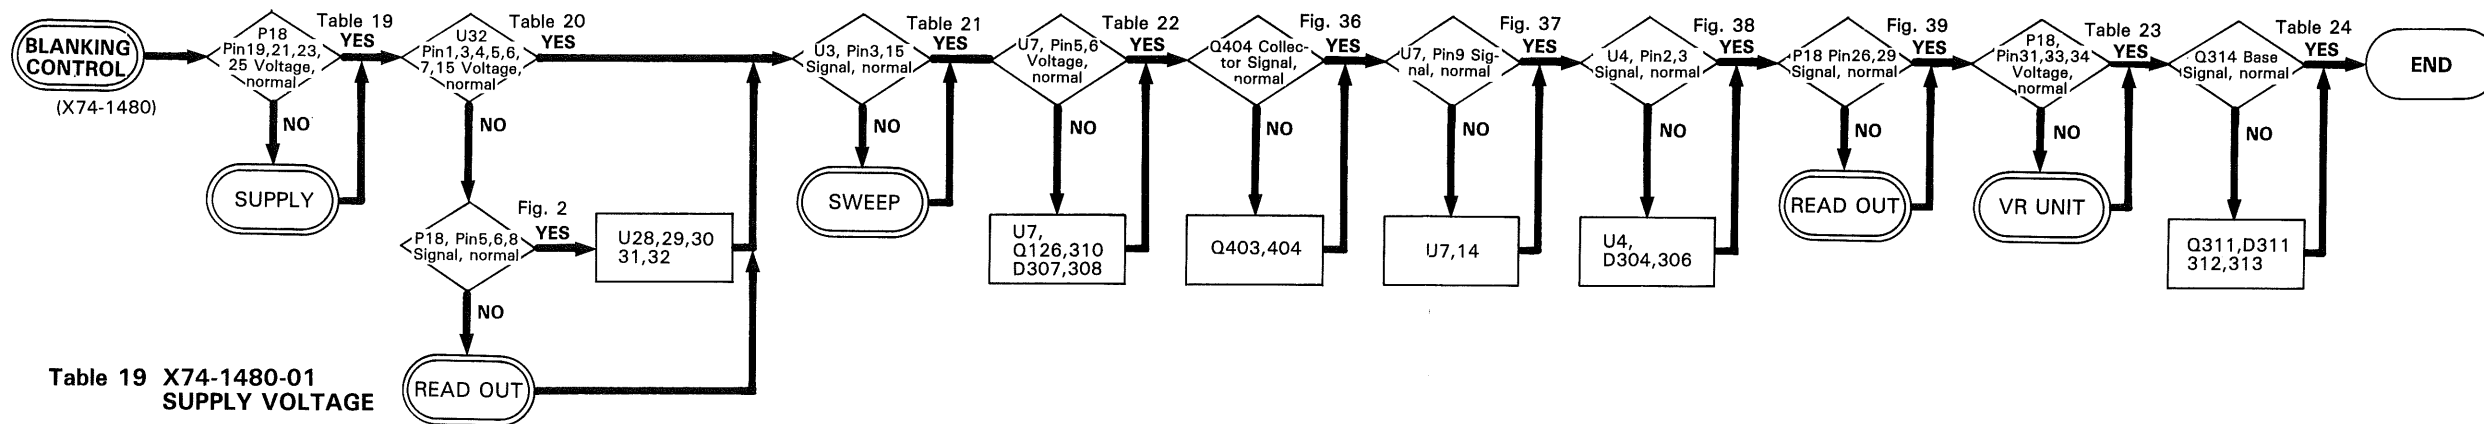 BLANKING
CONTROL
(X74-1480)
P18
Pin19,21,23,
25 Voltage,
normal
Table 19
YES
NO
SUPPLY
U32
Pin1,3,4,5,6,
7,15 Voltage,
normal
Table 20
YES
NO
P18, Pin5,6,8
Signal, normal
Fig. 2
YES
U28,29,30
31,32
NO
READ OUT
U3, Pin3,15
Signal, normal
Table 21
YES
NO
SWEEP
U7, Pin5,6
Voltage,
normal
Table 22
YES
NO
U7,
Q126,310
D307,308
Q404 Collec-
tor Signal,
normal
Fig. 36
YES
NO
Q403,404
U7, Pin9 Sig-
nal, normal
Fig. 37
YES
NO
U7,14
U4, Pin2,3
Signal, normal
Fig. 38
YES
NO
U4,
D304,306
P18 Pin26,29
Signal, normal
Fig. 39
YES
NO
READ OUT
P18,
Pin31,33,34
Voltage,
normal
Table 23
YES
NO
VR UNIT
Q314 Base
Signal, normal
Table 24
YES
NO
Q311,D311
312,313
END
Table 19 X74-1480-01
SUPPLY VOLTAGE